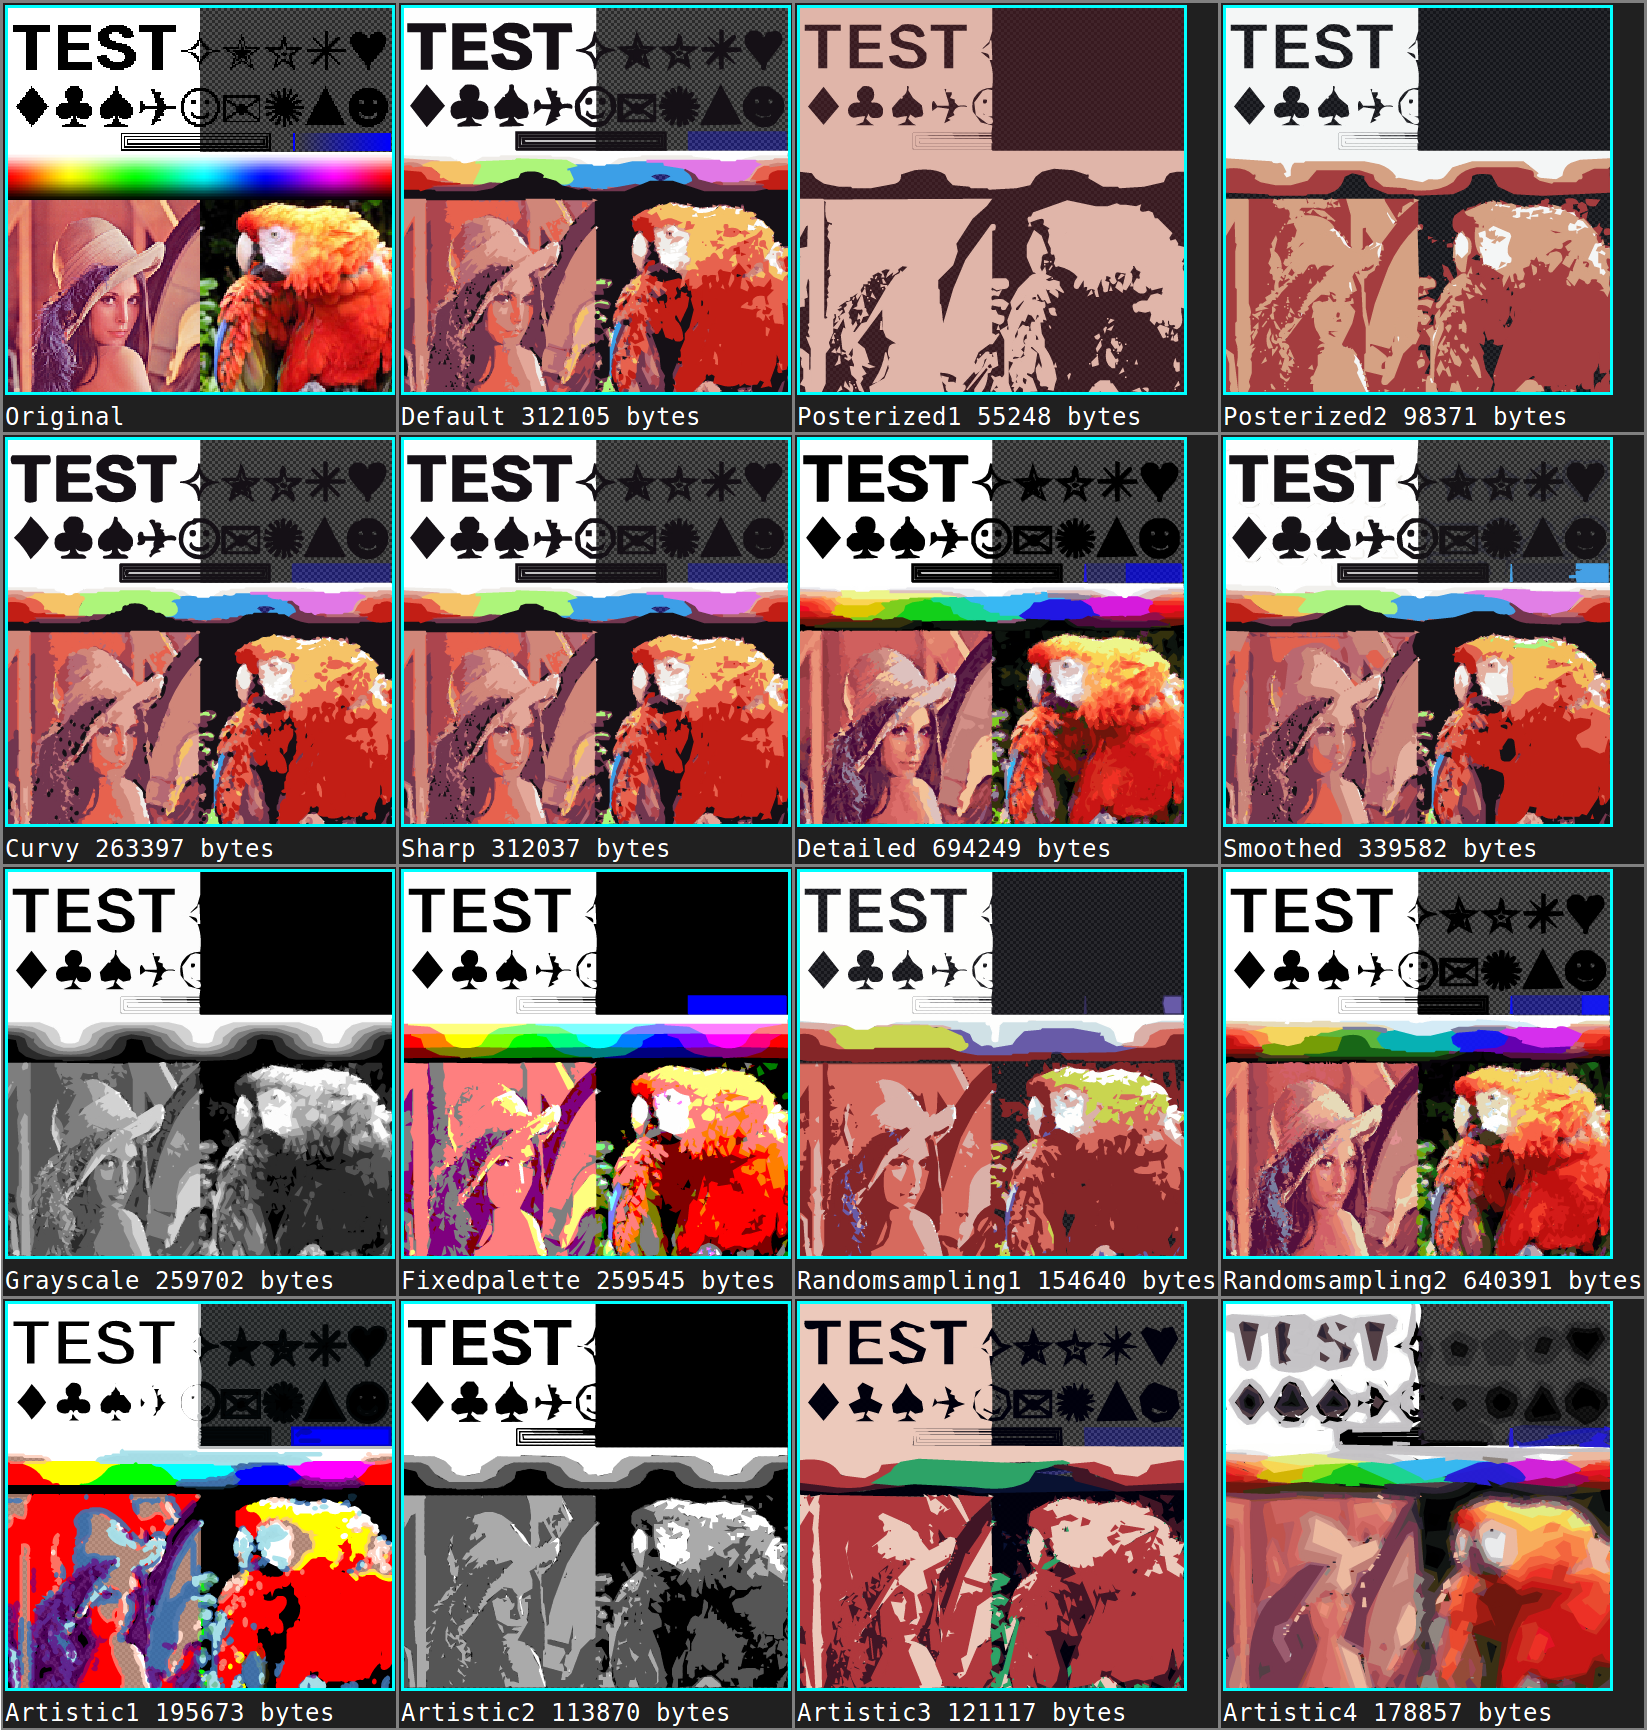 TEST TEST TEST TEST
Original Default 312105 bytes Posterized1 55248 bytes Posterized2 98371 bytes
TEST TEST TEST TEST
Curvy 263397 bytes Sharp 312037 bytes Detailed 694249 bytes Smoothed 339582 bytes
TEST TEST TEST TEST
Grayscale 259702 bytes Fixedpalette 259545 bytes Randomsampling1 154640 bytes Randomsampling2 640391 bytes
TEST TEST TEST TEST
Artistic1 195673 bytes Artistic2 113870 bytes Artistic3 121117 bytes Artistic4 178857 bytes